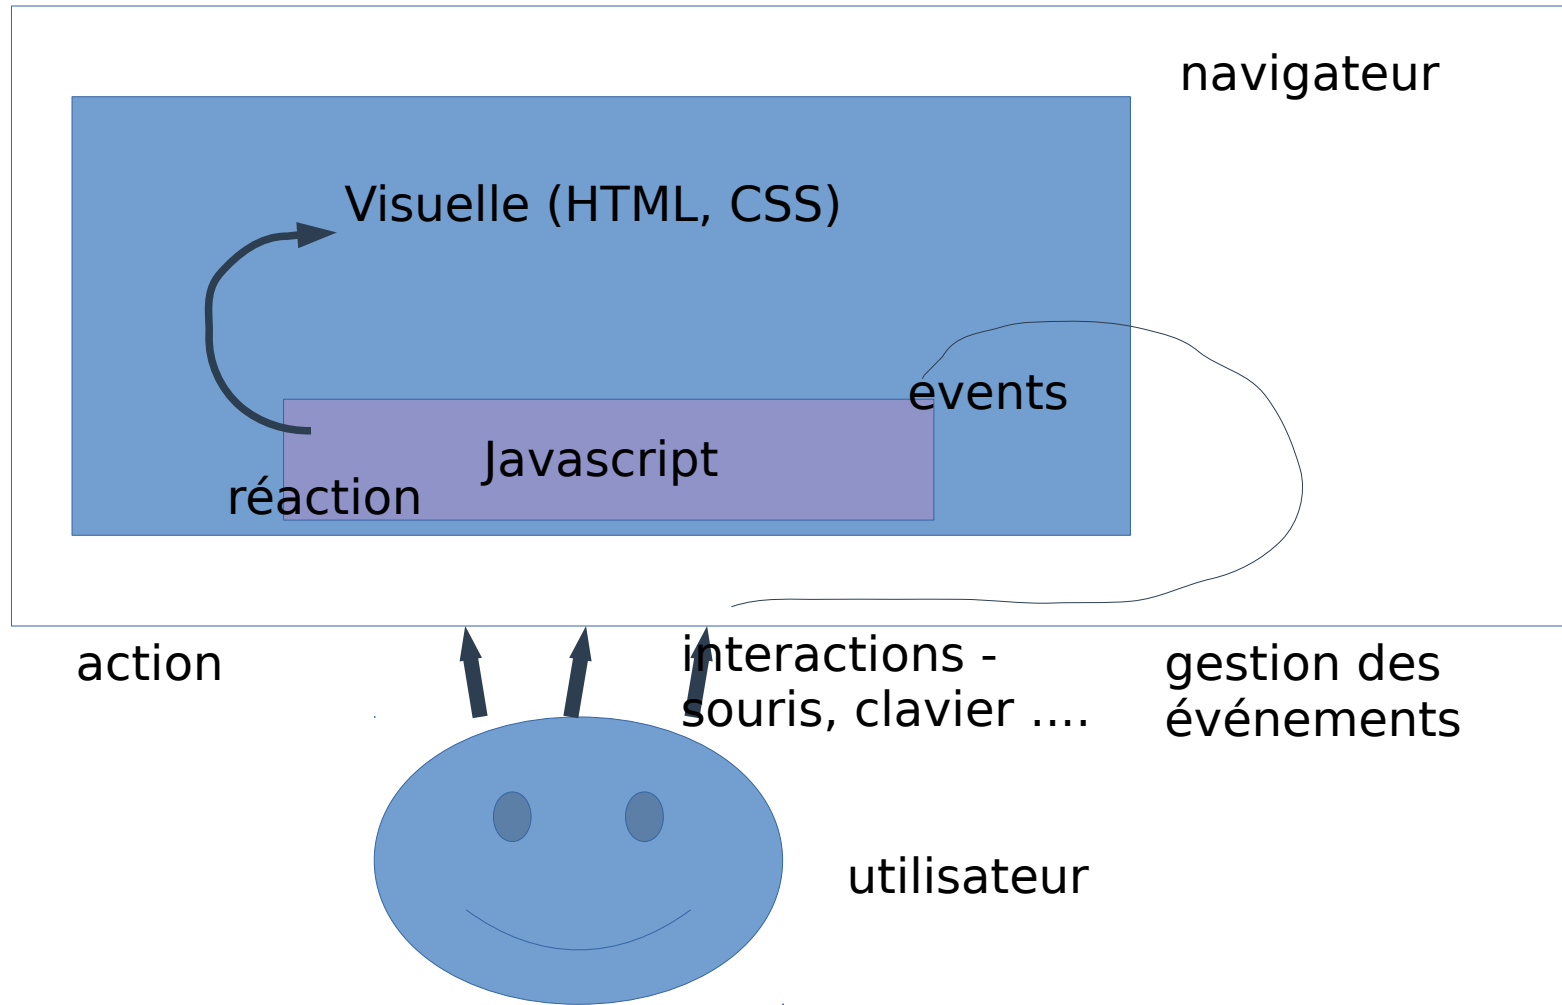 navigateur
Visuelle (HTML, CSS)
events
Javascript
réaction
action
interactions -
souris, clavier ....
gestion des
événements
utilisateur